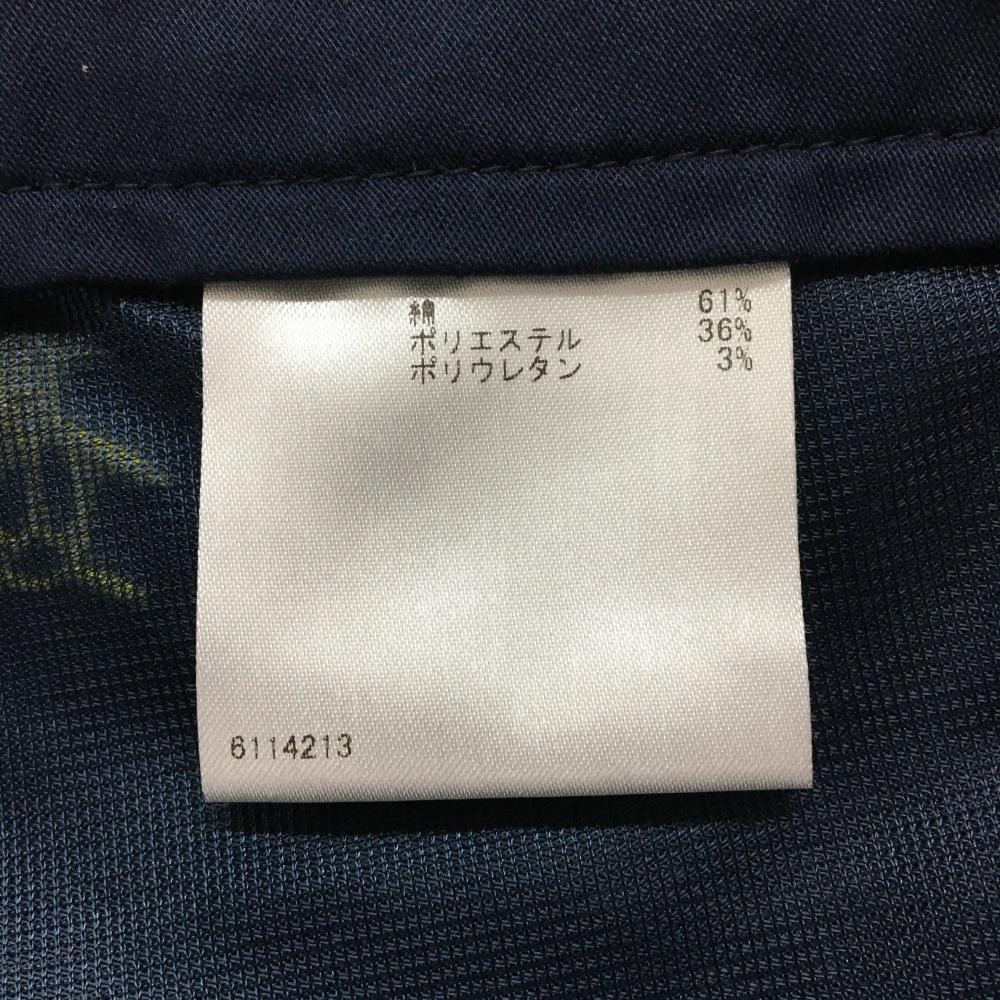 綿 61%
ポリエステル 36%
ポリウレタン 3%
6114213